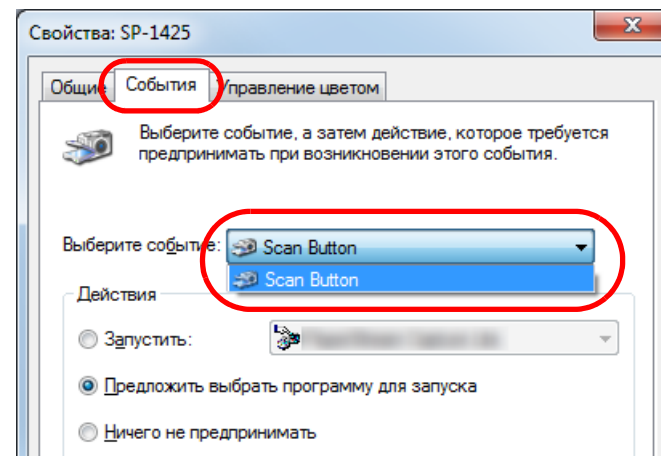 Свойства: SP-1425
Общие
События
Управление цветом
Выберите событие, а затем действие, которое требуется
предпринимать при возникновении этого события.
Выберите событие:
Scan Button
Scan Button
Действия
Запустить:
Предложить выбрать программу для запуска
Ничего не предпринимать